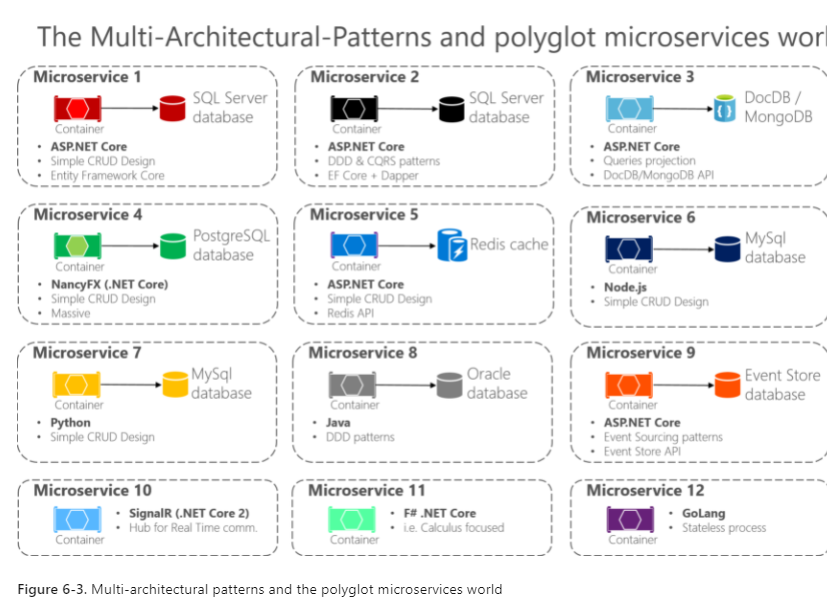 The Multi-Architectural-Patterns and polyglot microservices worl
Microservice 1
SQL Server
database
Container
• ASP.NET Core
• Simple CRUD Design
• Entity Framework Core
Microservice 2
SQL Server
database
Container
• ASP.NET Core
• DDD & CQRS patterns
• EF Core + Dapper
Microservice 3
DocDB /
MongoDB
Container
• ASP.NET Core
• Queries projection
• DocDB/MongoDB API
Microservice 4
PostgreSQL
database
Container
• NancyFX (.NET Core)
• Simple CRUD Design
• Massive
Microservice 5
Redis cache
Container
• ASP.NET Core
• Simple CRUD Design
• Redis API
Microservice 6
MySql
database
Container
• Node.js
• Simple CRUD Design
Microservice 7
MySql
database
Container
• Python
• Simple CRUD Design
Microservice 8
Oracle
database
Container
• Java
• DDD patterns
Microservice 9
Event Store
database
Container
• ASP.NET Core
• Event Sourcing patterns
• Event Store API
Microservice 10
Container
• SignalR (.NET Core 2)
• Hub for Real Time comm.
Microservice 11
Container
• F# .NET Core
• i.e. Calculus focused
Microservice 12
Container
• GoLang
• Stateless process
Figure 6-3. Multi-architectural patterns and the polyglot microservices world